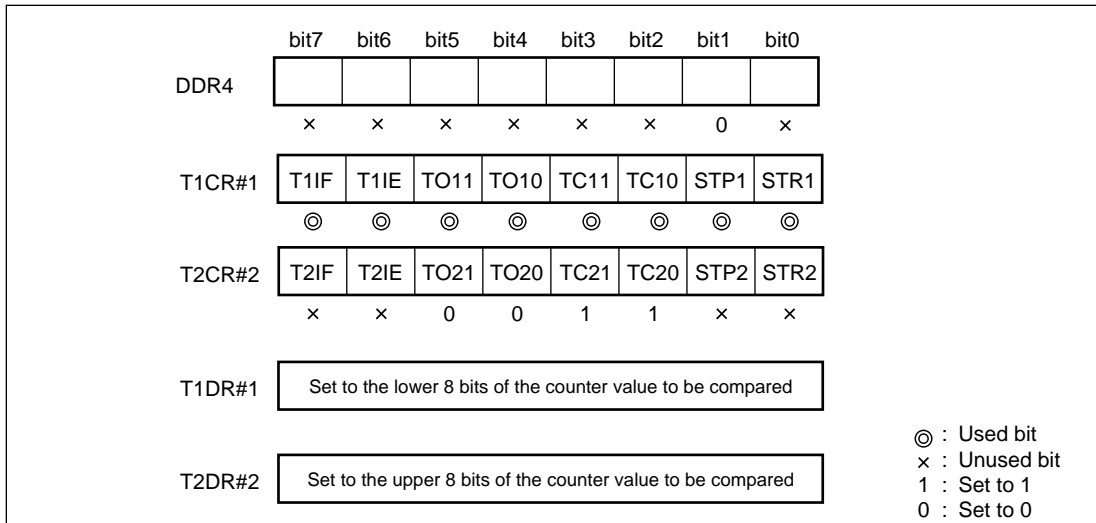 bit7 bit6 bit5 bit4 bit3 bit2 bit1 bit0
DDR4
× × × × × × 0 ×
T1CR#1 T1IF T1IE TO11 TO10 TC11 TC10 STP1 STR1
◎ ◎ ◎ ◎ ◎ ◎ ◎ ◎
T2CR#2 T2IF T2IE TO21 TO20 TC21 TC20 STP2 STR2
× × 0 0 1 1 × ×
T1DR#1 Set to the lower 8 bits of the counter value to be compared
T2DR#2 Set to the upper 8 bits of the counter value to be compared
◎ : Used bit
× : Unused bit
1 : Set to 1
0 : Set to 0